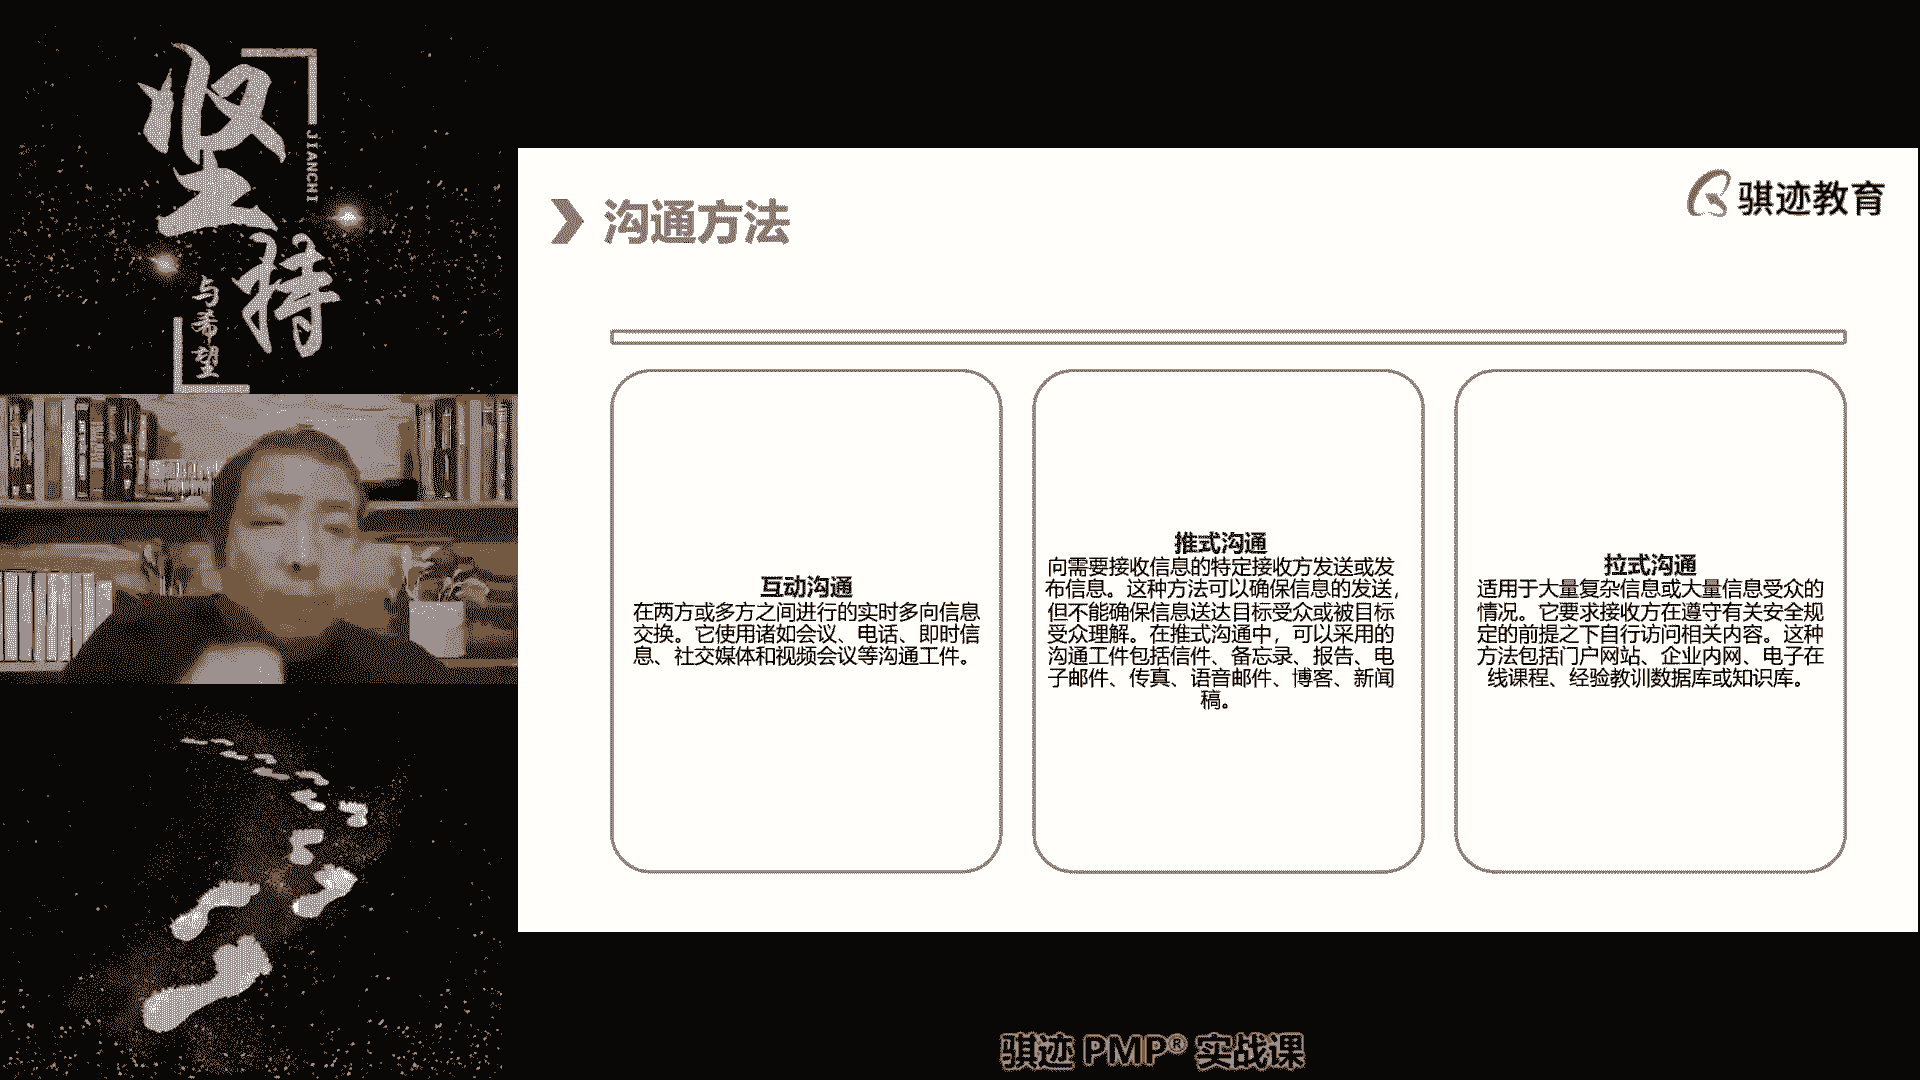 坚持
JIANCHI
与希望
沟通方法
骐迹教育
互动沟通
在两方或多方之间进行的实时多向信息
交换。它使用诸如会议、电话、即时信
息、社交媒体和视频会议等沟通工件。
推式沟通
向需要接收信息的特定接收方发送或发
布信息。这种方法可以确保信息的发送,
但不能确保信息送达目标受众或被目标
受众理解。在推式沟通中，可以采用的
沟通工件包括信件、备忘录、报告、电
子邮件、传真、语音邮件、博客、新闻
稿。
拉式沟通
适用于大量复杂信息或大量信息受众的
情况。它要求接收方在遵守有关安全规
定的前提之下自行访问相关内容。这种
方法包括门户网站、企业内网、电子在
线课程、经验教训数据库或知识库。
骐迹 PMP® 实战课